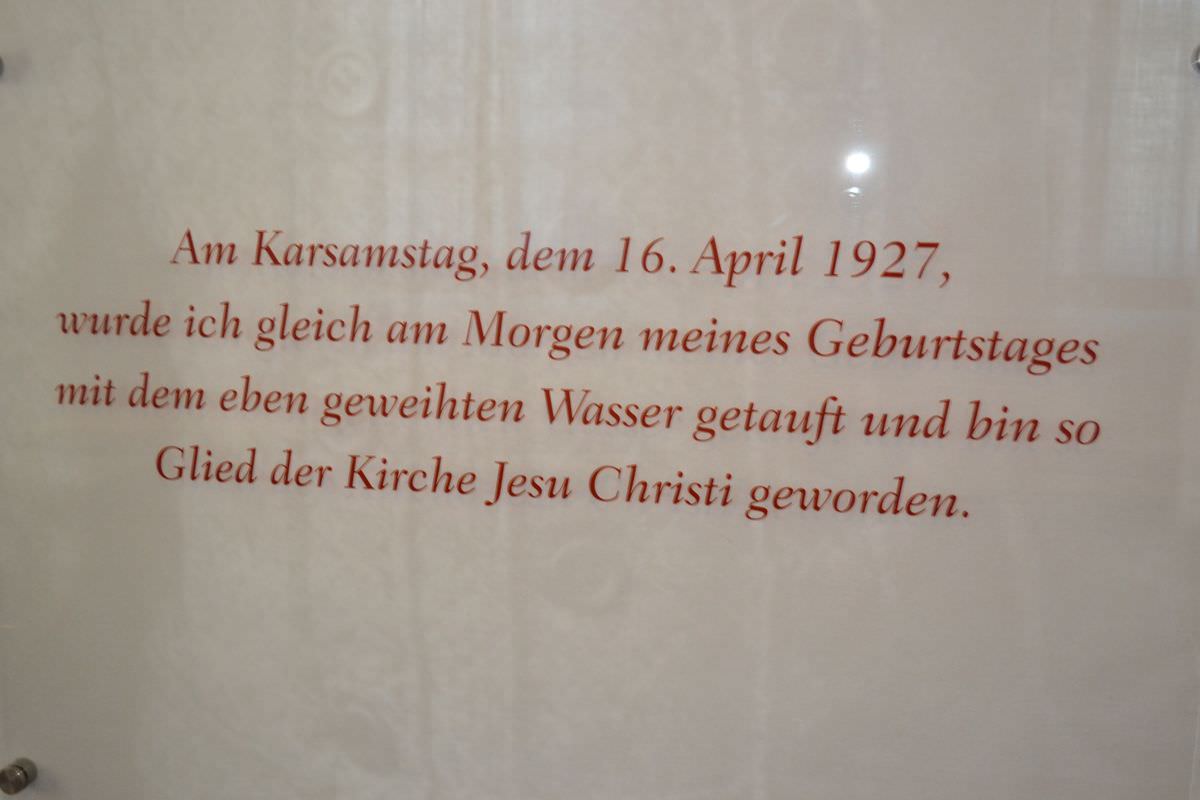 Am Karsamstag, dem 16. April 1927,
wurde ich gleich am Morgen meines Geburtstages
mit dem eben geweihten Wasser getauft und bin so
Glied der Kirche Jesu Christi geworden.